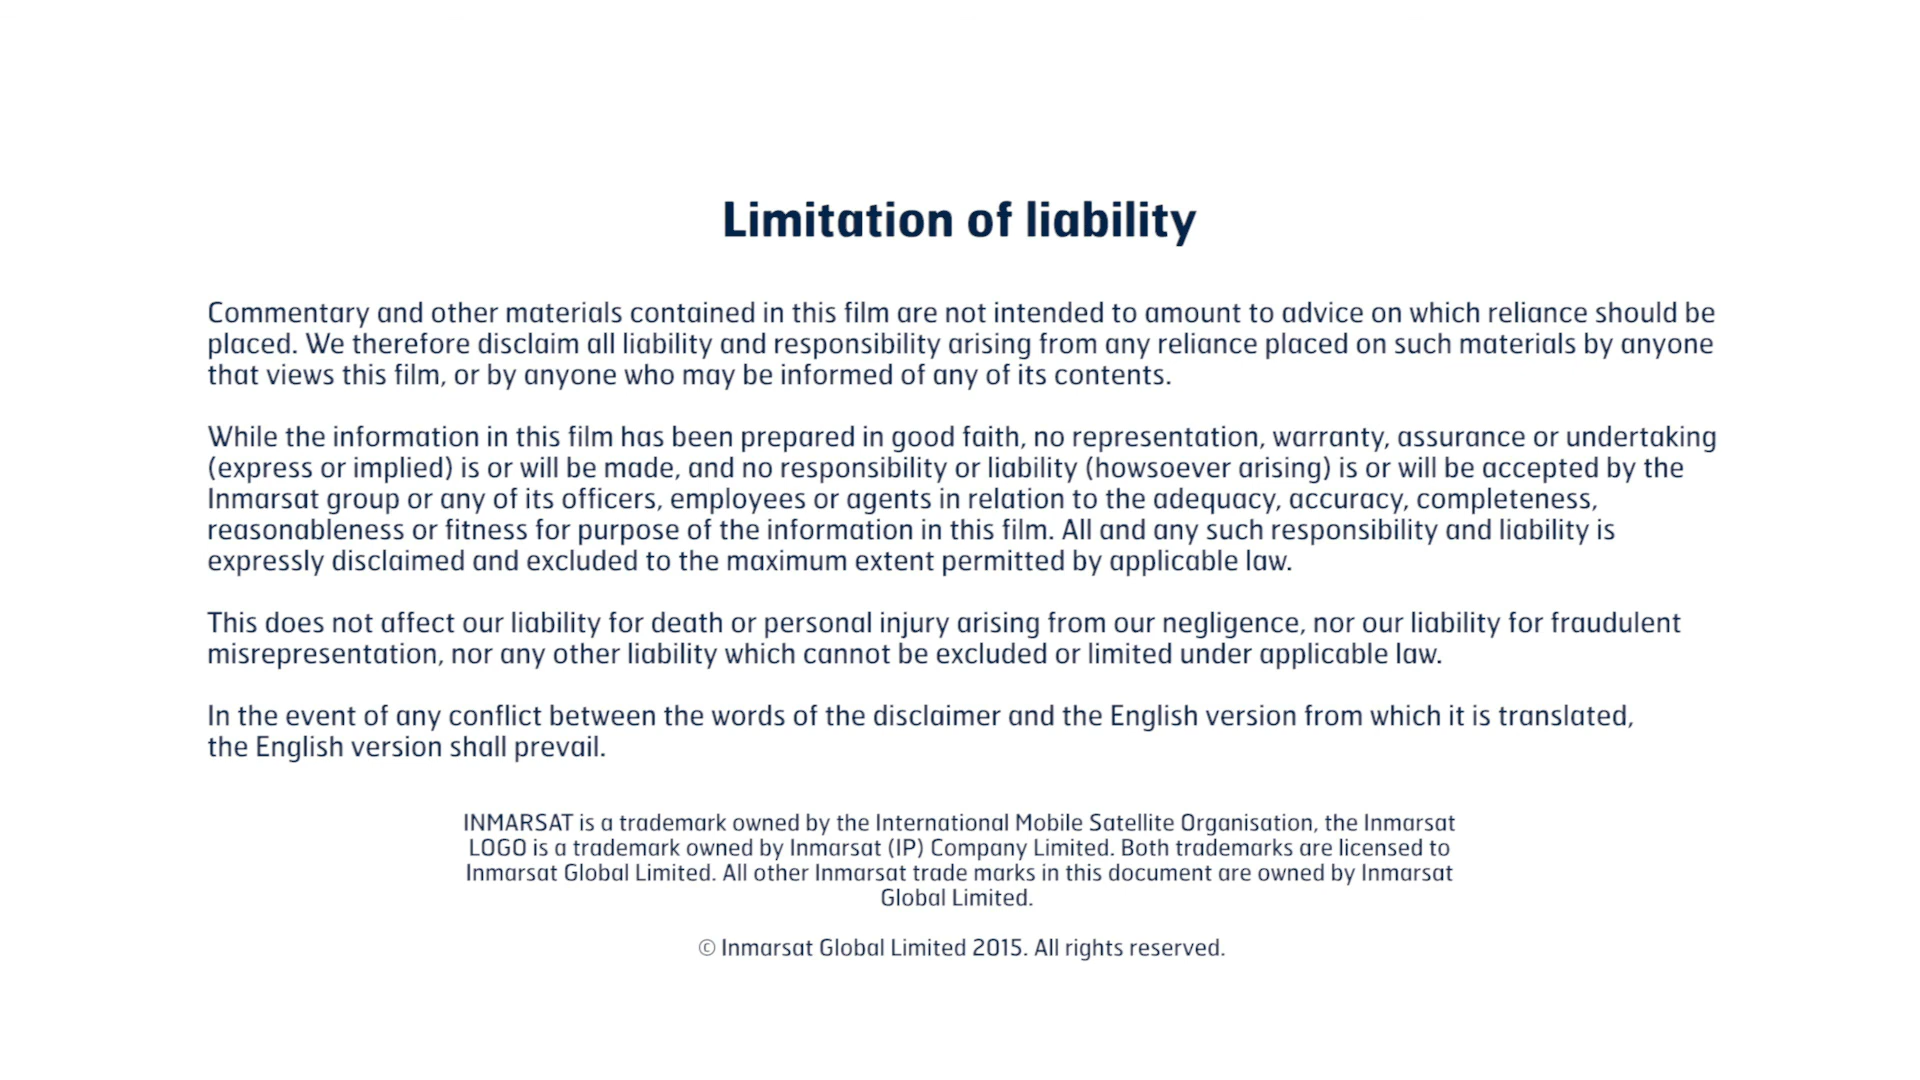 Limitation of liability
Commentary and other materials contained in this film are not intended to amount to advice on which reliance should be
placed. We therefore disclaim all liability and responsibility arising from any reliance placed on such materials by anyone
that views this film, or by anyone who may be informed of any of its contents.
While the information in this film has been prepared in good faith, no representation, warranty, assurance or undertaking
(express or implied) is or will be made, and no responsibility or liability (howsoever arising) is or will be accepted by the
Inmarsat group or any of its officers, employees or agents in relation to the adequacy, accuracy, completeness,
reasonableness or fitness for purpose of the information in this film. All and any such responsibility and liability is
expressly disclaimed and excluded to the maximum extent permitted by applicable law.
This does not affect our liability for death or personal injury arising from our negligence, nor our liability for fraudulent
misrepresentation, nor any other liability which cannot be excluded or limited under applicable law.
In the event of any conflict between the words of the disclaimer and the English version from which it is translated,
the English version shall prevail.
INMARSAT is a trademark owned by the International Mobile Satellite Organisation, the Inmarsat
LOGO is a trademark owned by Inmarsat (IP) Company Limited. Both trademarks are licensed to
Inmarsat Global Limited. All other Inmarsat trade marks in this document are owned by Inmarsat
Global Limited.
© Inmarsat Global Limited 2015. All rights reserved.